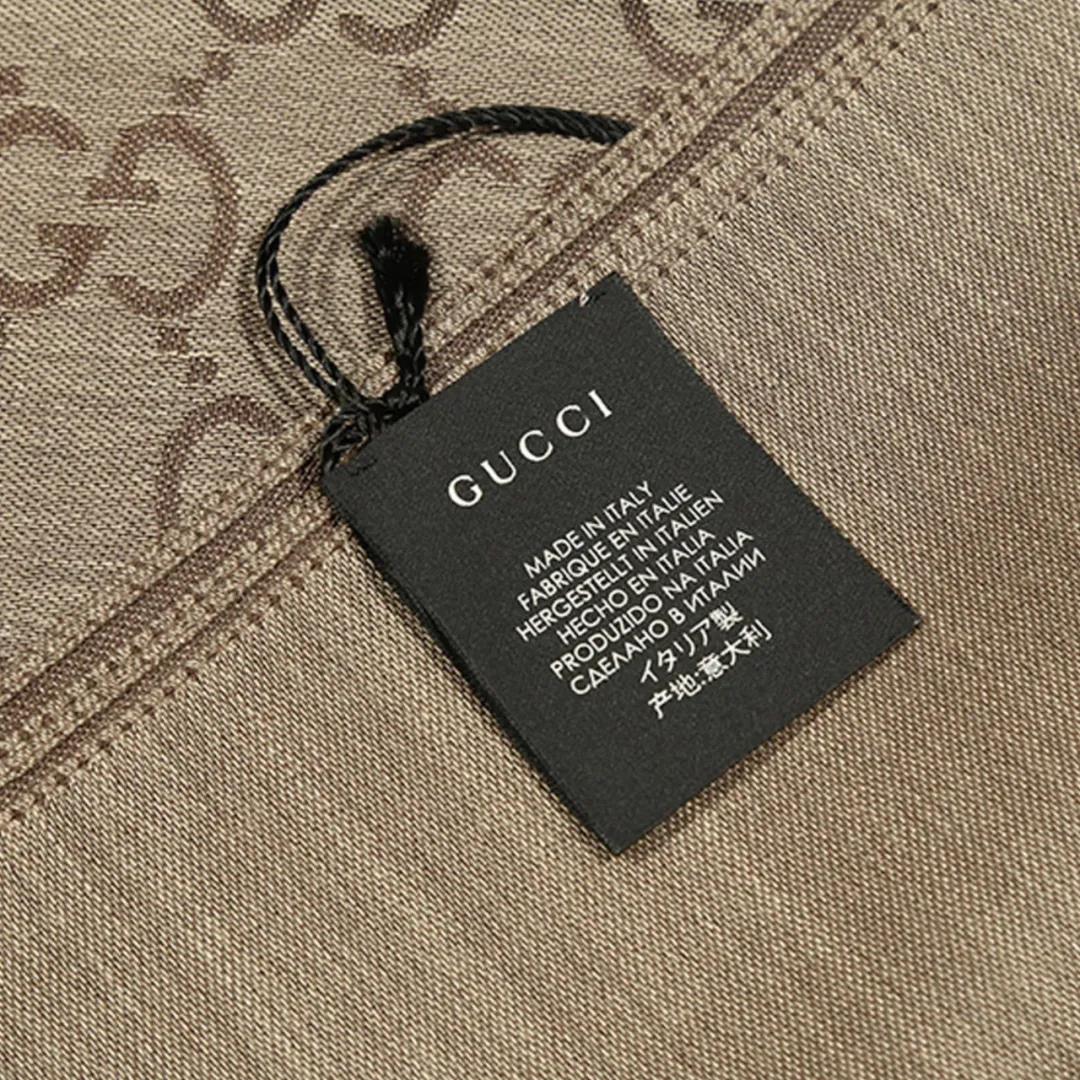 GUCCI
MADE IN ITALY
FABRIQUE EN ITALIE
HERGESTELLT IN ITALIEN
HECHO EN ITALIA
PRODUZIDO NA ITALIA
СДЕЛАНО В ИТАЛИИ
イタリア製
产地:意大利